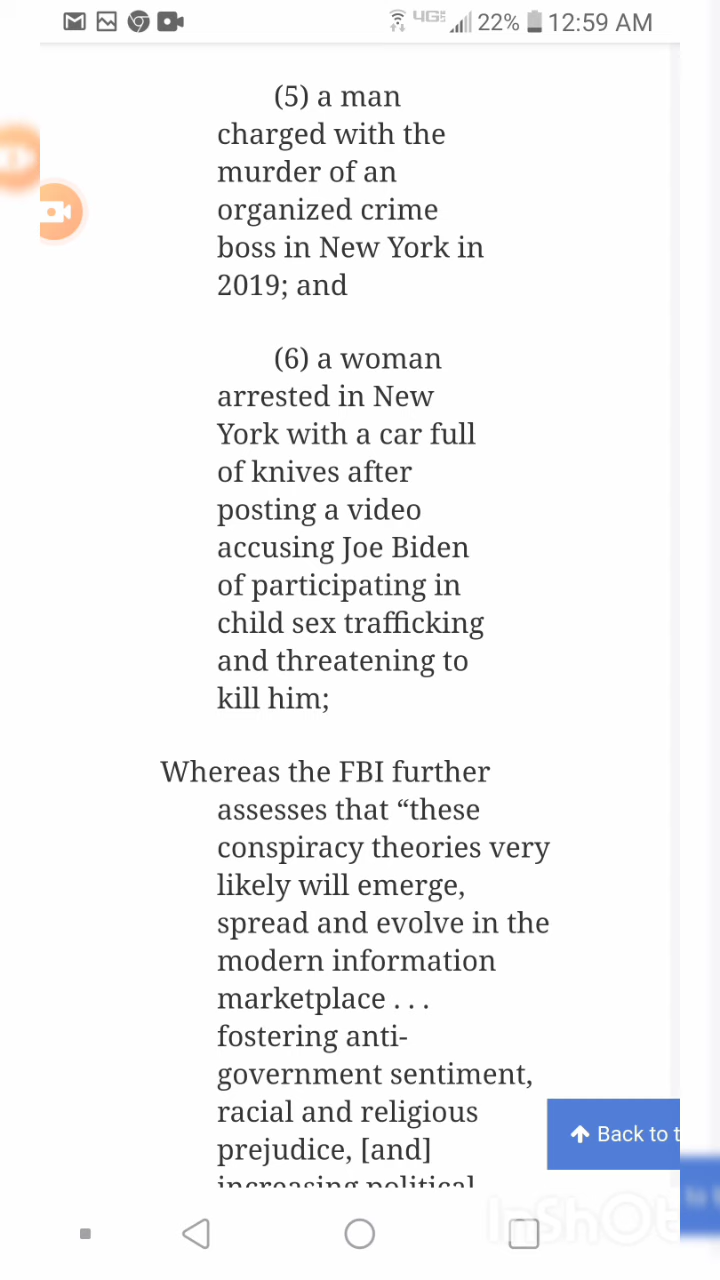 4GE 22% 12:59 AM
(5) a man
charged with the
murder of an
organized crime
boss in New York in
2019; and
(6) a woman
arrested in New
York with a car full
of knives after
posting a video
accusing Joe Biden
of participating in
child sex trafficking
and threatening to
kill him;
Whereas the FBI further
assesses that “these
conspiracy theories very
likely will emerge,
spread and evolve in the
modern information
marketplace . . .
fostering anti-
government sentiment,
racial and religious
prejudice, [and]
increasing political
Back to t
InShOt